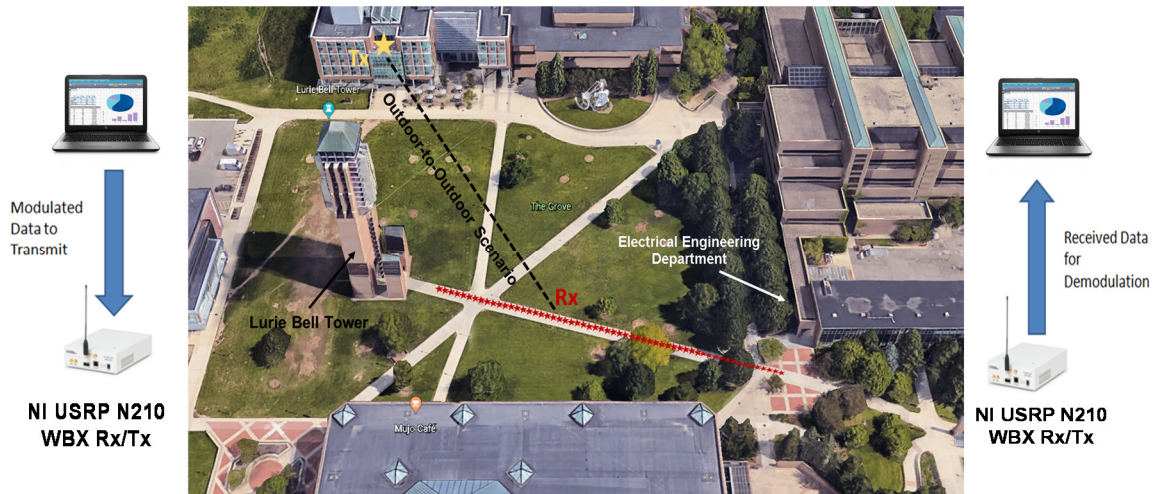 Modulated
Data to
Transmit
NI USRP N210
WBX Rx/Tx
Tx
Lurie Bell Tower
Outdoor-to-Outdoor Scenario
The Grove
Electrical Engineering
Department
Rx
Lurie Bell Tower
Mujo Café
Received Data
for
Demodulation
NI USRP N210
WBX Rx/Tx